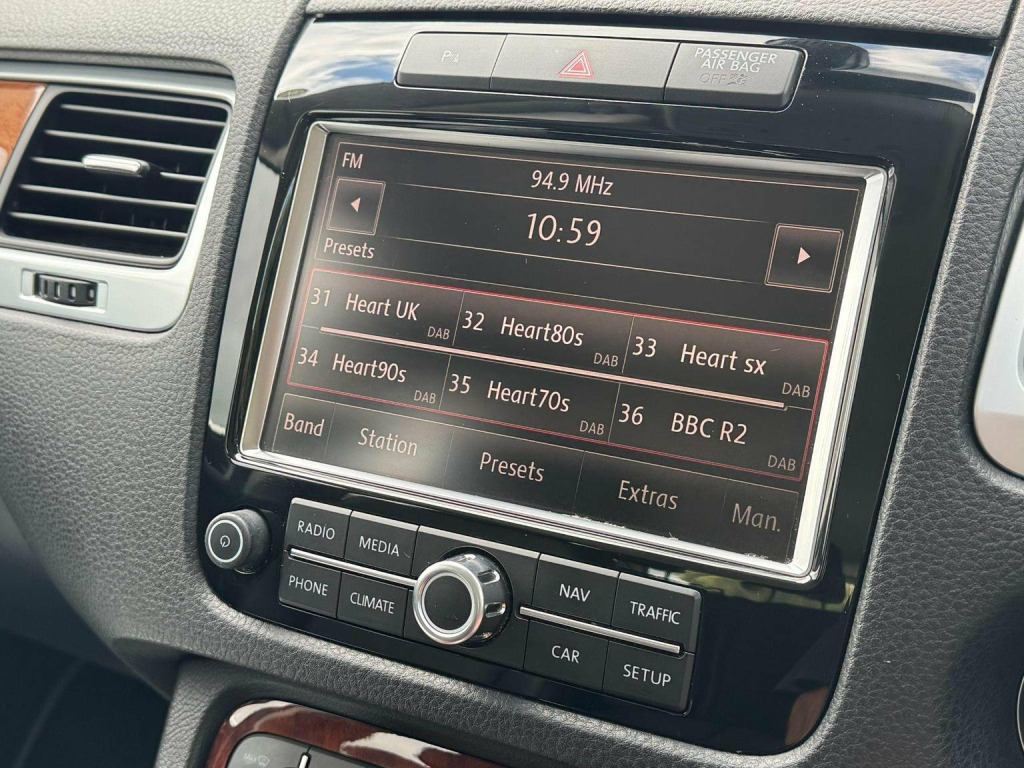 P
PASSENGER
AIR BAG
OFF
FM
94.9 MHz
10:59
Presets
31 Heart UK DAB
32 Heart80s DAB
33 Heart sx DAB
34 Heart90s DAB
35 Heart70s DAB
36 BBC R2 DAB
Band Station Presets Extras Man.
RADIO MEDIA NAV TRAFFIC
PHONE CLIMATE CAR SETUP